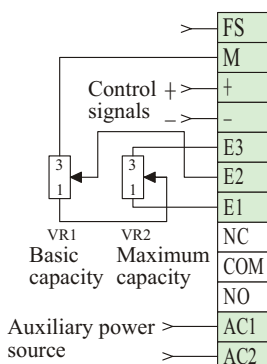 FS
M
Control + +
signals - -
E3
3 3 E2
1 1 E1
VR1 VR2 NC
Basic Maximum
capacity capacity COM
NO
Auxiliary power AC1
source AC2